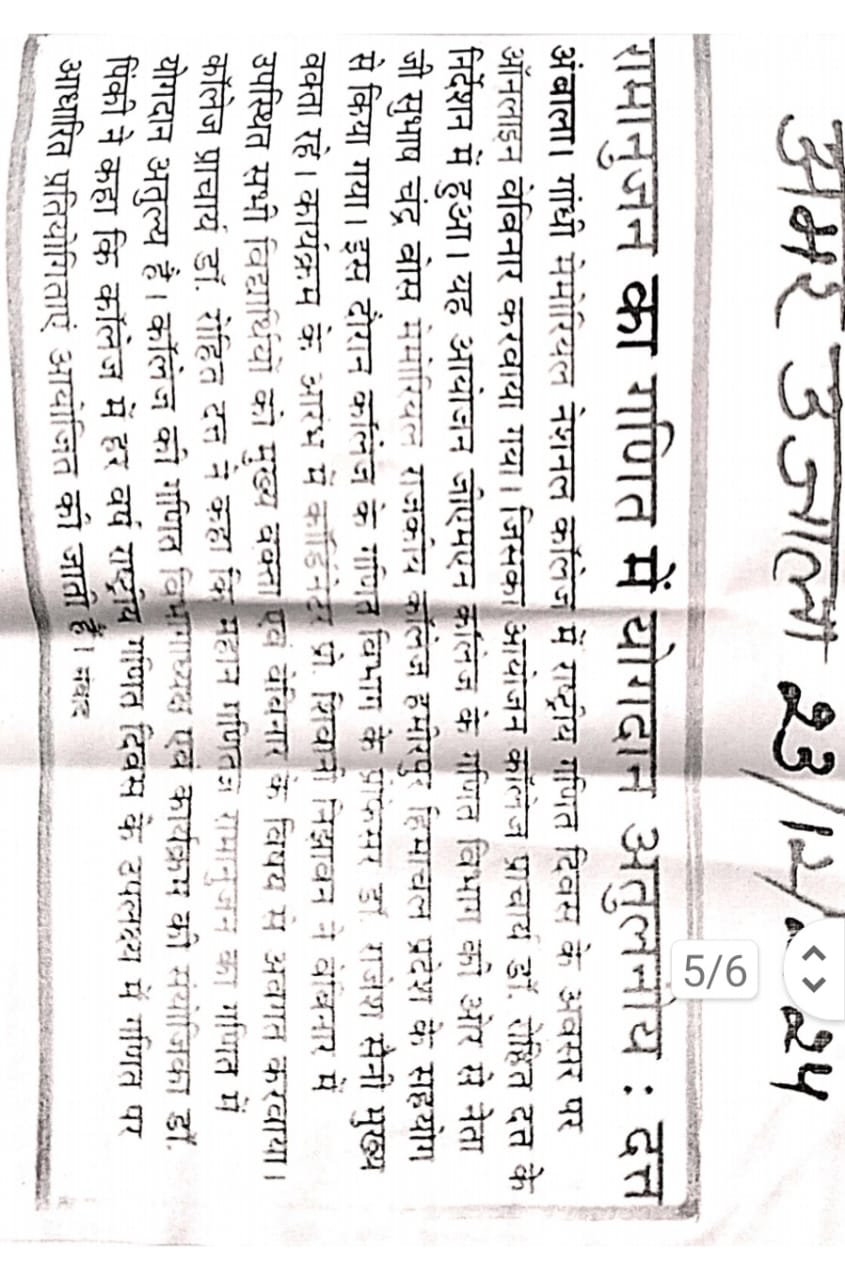 अमर उजाला 23/12/2024
रामानुजन का गणित में योगदान अतुलनीय : दत्त
अंबाला। गांधी मेमोरियल नेशनल कॉलेज में राष्ट्रीय गणित दिवस के अवसर पर
ऑनलाइन वेबिनार करवाया गया। जिसका आयोजन कॉलेज प्राचार्य डॉ. रोहित दत्त के
निर्देशन में हुआ। यह आयोजन जीएमएन कॉलेज के गणित विभाग की ओर से नेता
जी सुभाष चंद्र बोस मेमोरियल राजकीय कॉलेज हमीरपुर हिमाचल प्रदेश के सहयोग
से किया गया। इस दौरान कॉलेज के गणित विभाग के प्रोफेसर डॉ. राजेश सैनी मुख्य
वक्ता रहे। कार्यक्रम के आरंभ में कॉर्डिनेटर प्रो. शिवानी निझावन ने वेबिनार में
उपस्थित सभी विद्यार्थियों को मुख्य वक्ता एवं वेबिनार के विषय में अवगत करवाया।
कॉलेज प्राचार्य डॉ. रोहित दत्त ने कहा कि महान गणितज्ञ रामानुजन का गणित में
योगदान अतुल्य है। कॉलेज की गणित विभागाध्यक्ष एवं कार्यक्रम की संयोजिका डॉ.
पिंकी ने कहा कि कॉलेज में हर वर्ष राष्ट्रीय गणित दिवस के उपलक्ष्य में गणित पर
आधारित प्रतियोगिताएं आयोजित की जाती हैं। संवाद
5/6